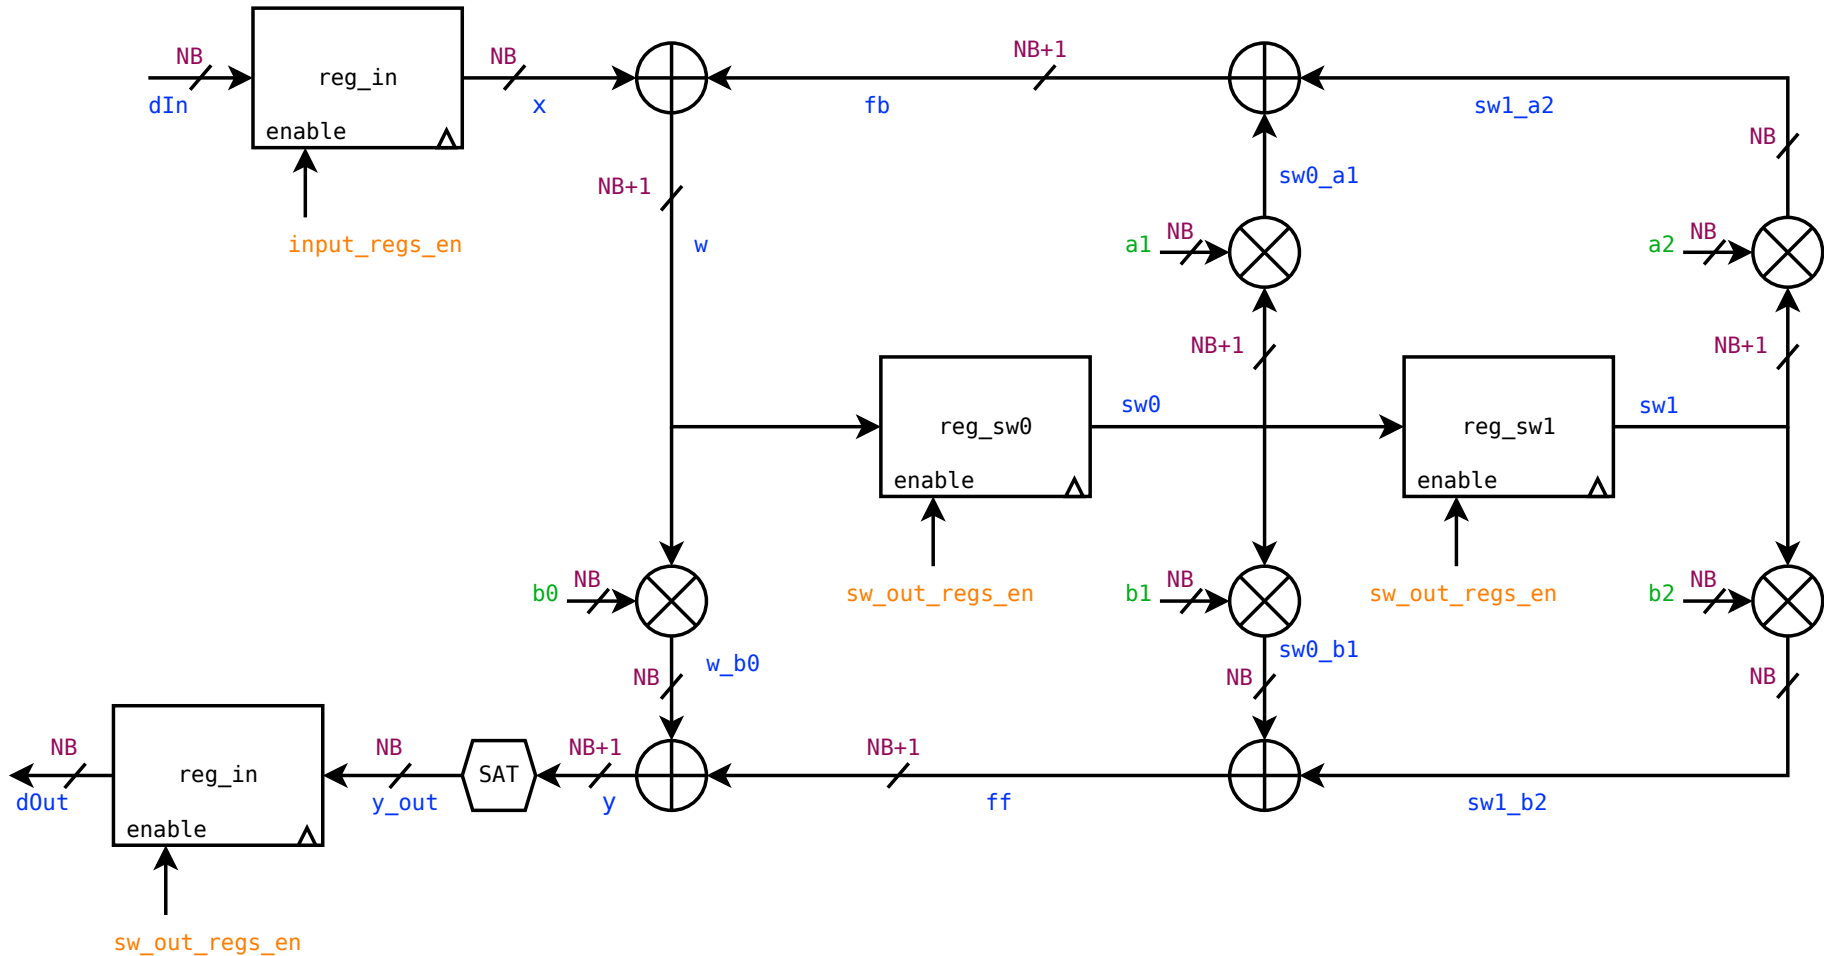 NB
NB
NB+1
reg_in
dIn
x
fb
sw1_a2
enable
NB
sw0_a1
NB+1
input_regs_en
w
a1
NB
a2
NB
NB+1
NB+1
sw0
sw1
reg_sw0
reg_sw1
enable
enable
b0
NB
sw_out_regs_en
b1
NB
sw_out_regs_en
b2
NB
w_b0
sw0_b1
NB
NB
NB
NB
NB
NB+1
NB+1
reg_in
SAT
dOut
y_out
y
ff
sw1_b2
enable
sw_out_regs_en